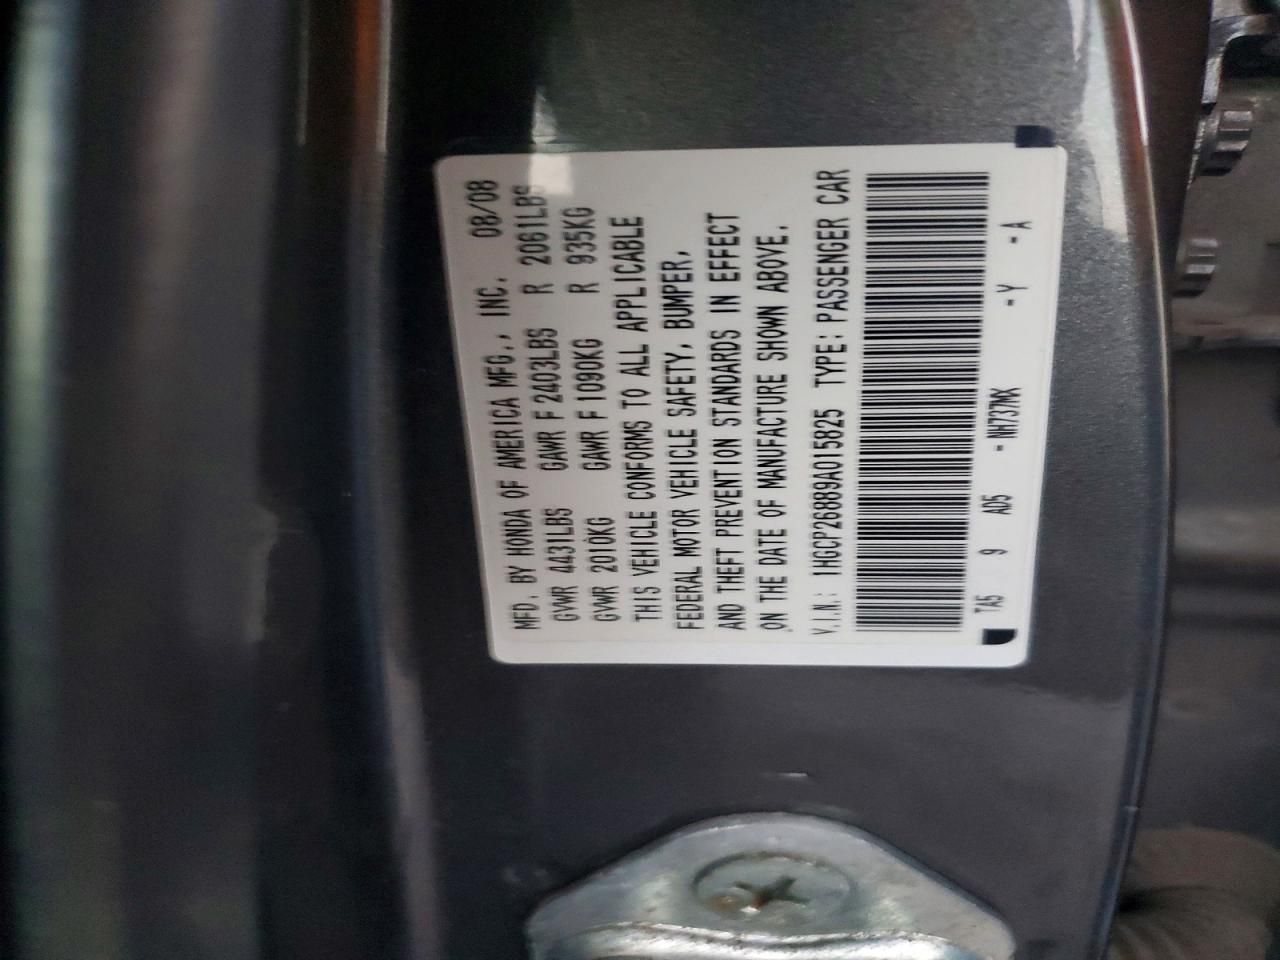 MFD. BY HONDA OF AMERICA MFG., INC. 08/08
GVWR 4431LBS GAWR F 2403LBS R 2061LBS
GVWR 2010KG GAWR F 1090KG R 935KG
THIS VEHICLE CONFORMS TO ALL APPLICABLE
FEDERAL MOTOR VEHICLE SAFETY, BUMPER,
AND THEFT PREVENTION STANDARDS IN EFFECT
ON THE DATE OF MANUFACTURE SHOWN ABOVE.
V.I.N.: 1HGCP26889A015825 TYPE: PASSENGER CAR
TA5 9 AD5 - NH737MX -Y -A